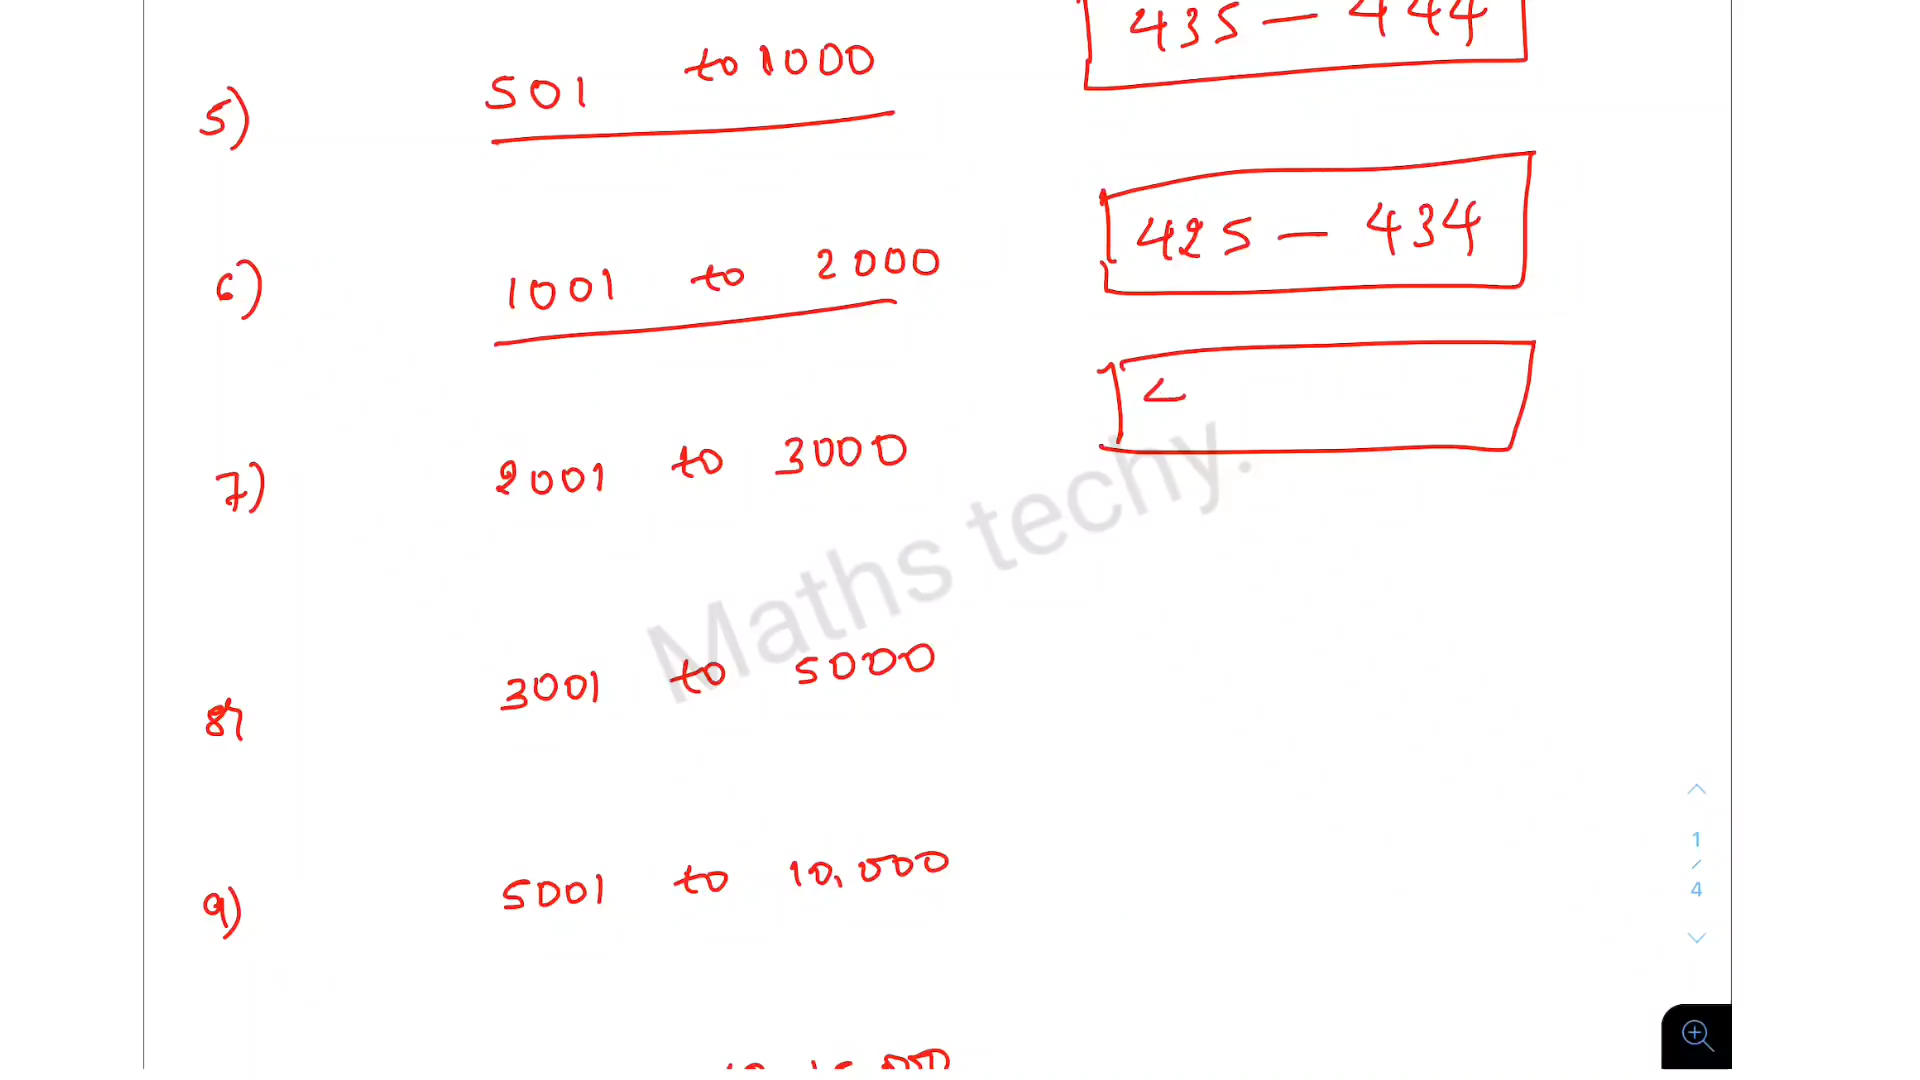 435 – 444
5) 501 to 1000
6) 1001 to 2000
425 – 434
7) 2001 to 3000
Maths techy.
8) 3001 to 5000
9) 5001 to 10,000
1
/
4